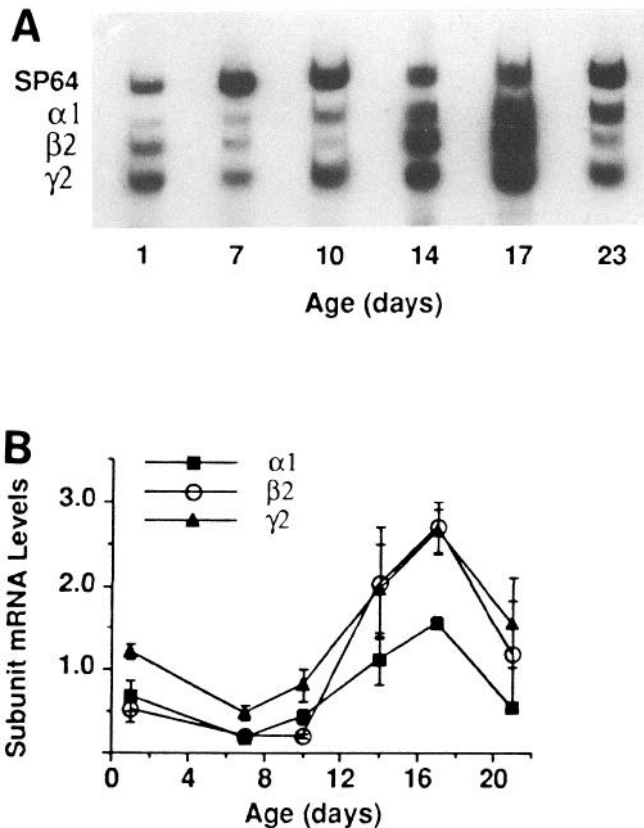 A
SP64
α1
β2
γ2
1 7 10 14 17 23
Age (days)
B
α1
β2
γ2
Subunit mRNA Levels
3.0
2.0
1.0
0 4 8 12 16 20
Age (days)